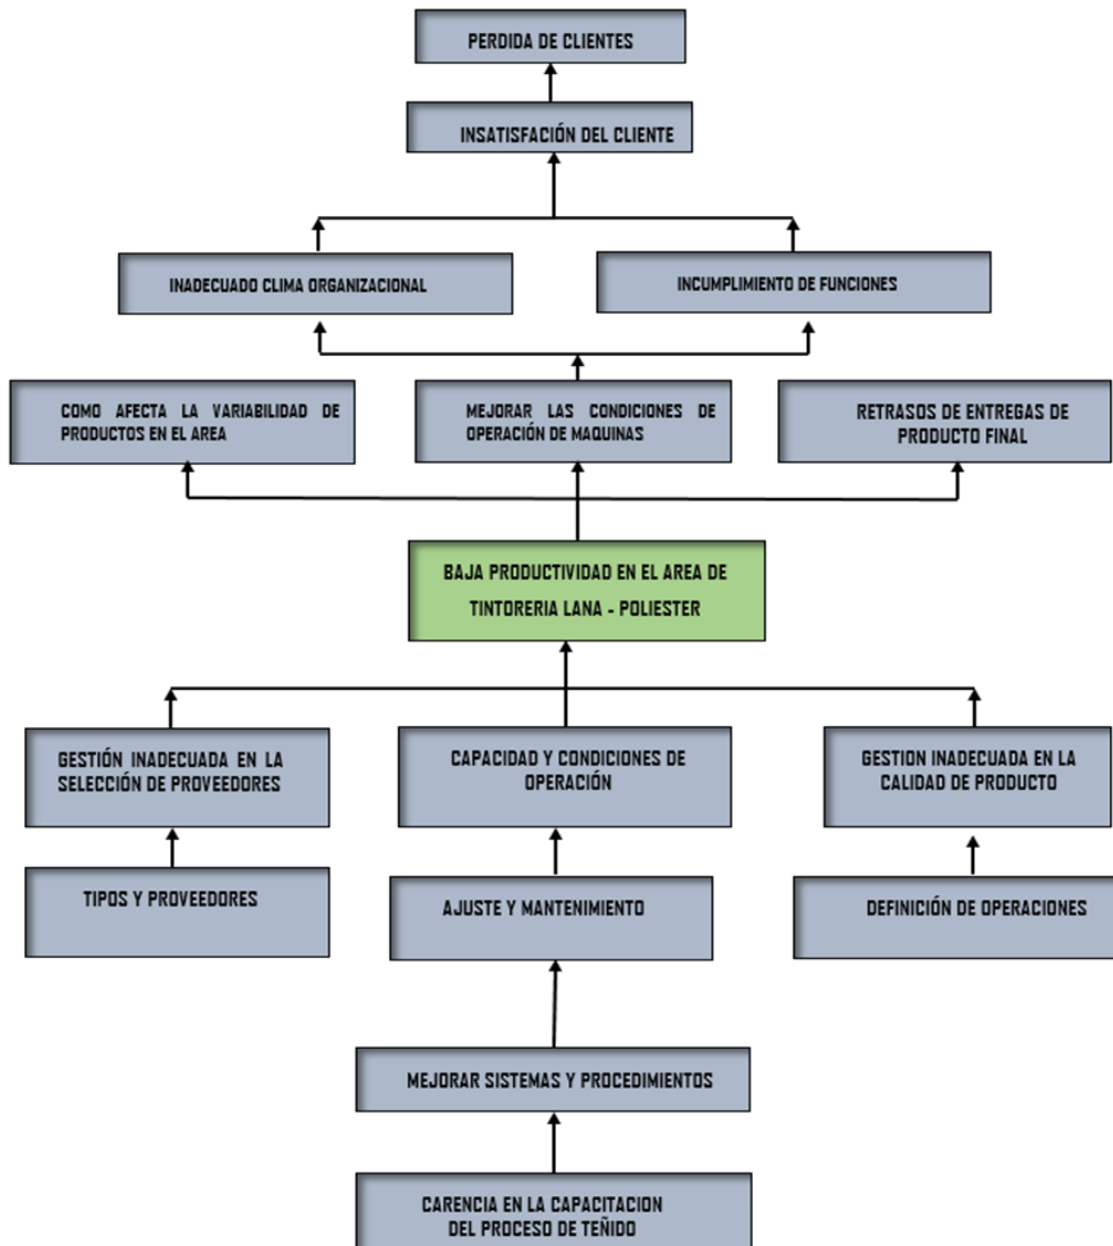 PERDIDA DE CLIENTES
INSATISFACIÓN DEL CLIENTE
INADECUADO CLIMA ORGANIZACIONAL
INCUMPLIMIENTO DE FUNCIONES
COMO AFECTA LA VARIABILIDAD DE
PRODUCTOS EN EL AREA
MEJORAR LAS CONDICIONES DE
OPERACIÓN DE MAQUINAS
RETRASOS DE ENTREGAS DE
PRODUCTO FINAL
BAJA PRODUCTIVIDAD EN EL AREA DE
TINTORERIA LANA - POLIESTER
GESTIÓN INADECUADA EN LA
SELECCIÓN DE PROVEEDORES
CAPACIDAD Y CONDICIONES DE
OPERACIÓN
GESTION INADECUADA EN LA
CALIDAD DE PRODUCTO
TIPOS Y PROVEEDORES
AJUSTE Y MANTENIMIENTO
DEFINICIÓN DE OPERACIONES
MEJORAR SISTEMAS Y PROCEDIMIENTOS
CARENCIA EN LA CAPACITACION
DEL PROCESO DE TEÑIDO